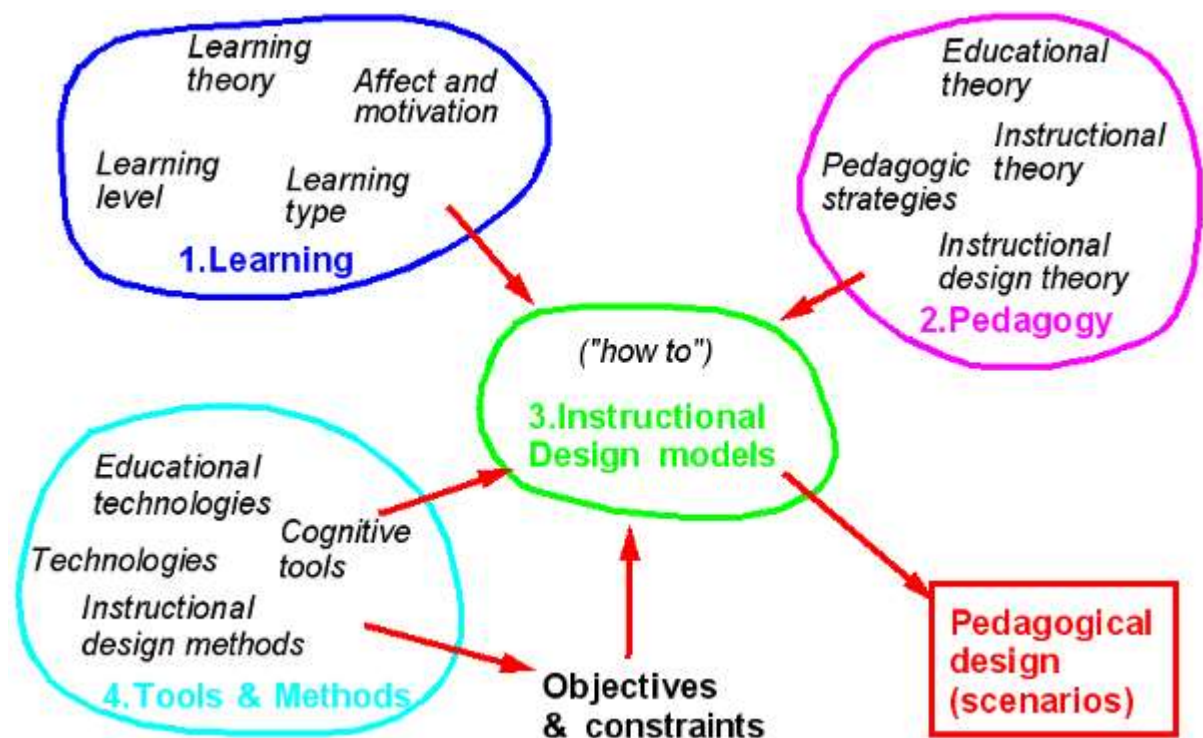 Learning
theory
Affect and
motivation
Learning
level
Learning
type
1.Learning
Educational
theory
Instructional
theory
Pedagogic
strategies
Instructional
design theory
2.Pedagogy
("how to")
3.Instructional
Design models
Educational
technologies
Cognitive
tools
Technologies
Instructional
design methods
4.Tools & Methods
Objectives
& constraints
Pedagogical
design
(scenarios)